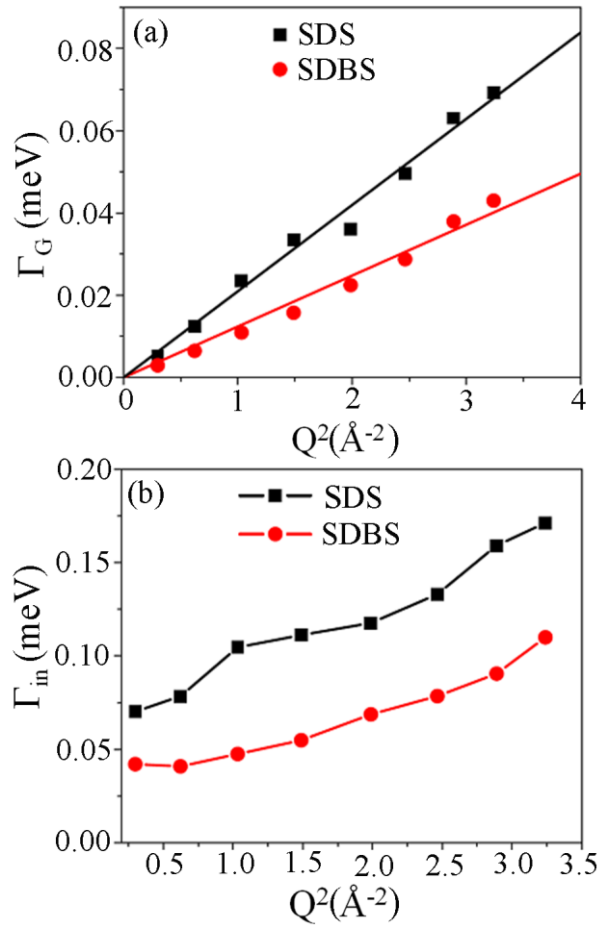 (a)
SDS
SDBS
0.08
0.06
0.04
0.02
0.00
Γ_G (meV)
0 1 2 3 4
Q²(Å⁻²)
(b)
SDS
SDBS
0.20
0.15
0.10
0.05
0.00
Γ_in (meV)
0.5 1.0 1.5 2.0 2.5 3.0 3.5
Q²(Å⁻²)